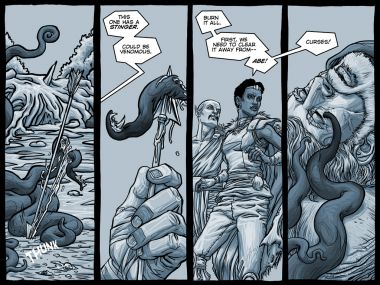 THUNK
THIS
ONE HAS A
STINGER.
COULD BE
VENOMOUS.
BURN
IT ALL.
FIRST, WE
NEED TO CLEAR
IT AWAY FROM--
ABE!
CURSES!